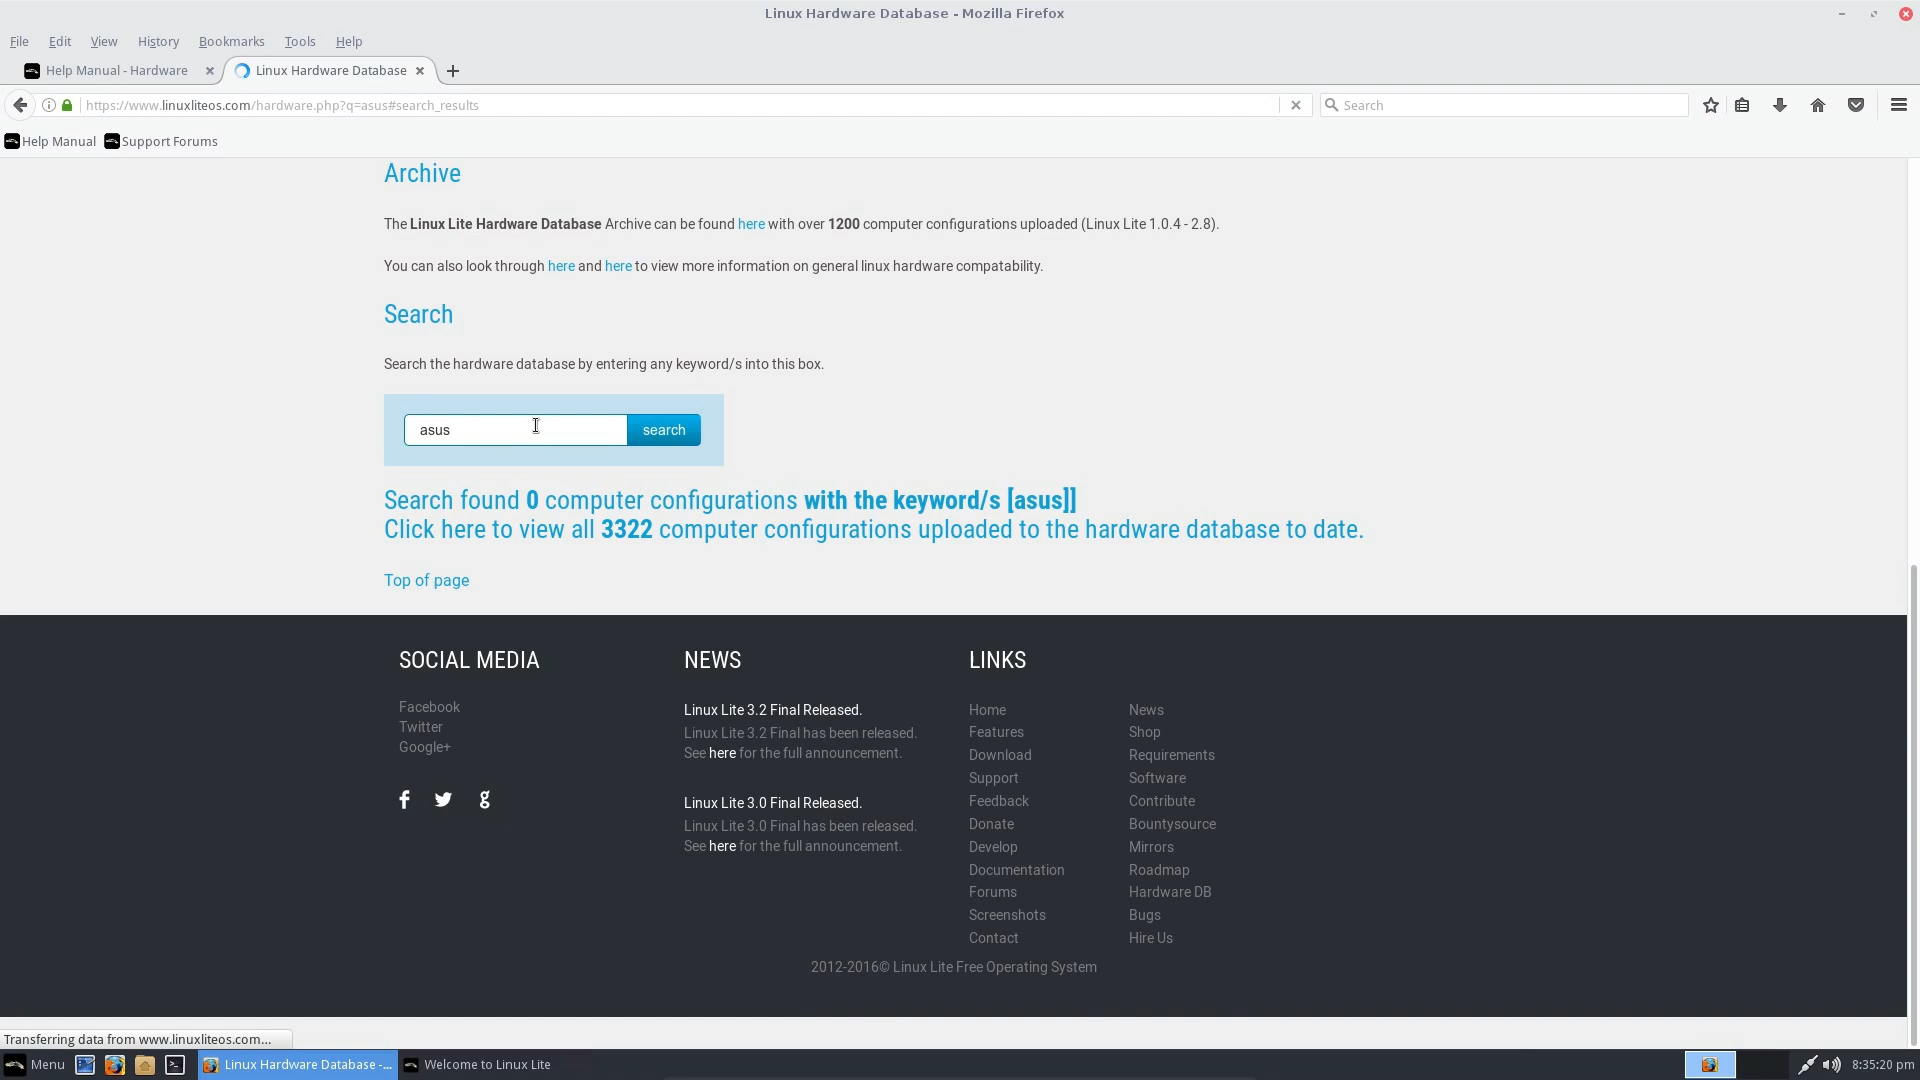 Linux Hardware Database - Mozilla Firefox
File Edit View History Bookmarks Tools Help
Help Manual - Hardware
Linux Hardware Database
https://www.linuxliteos.com/hardware.php?q=asus#search_results
Search
Help Manual
Support Forums
Archive
The Linux Lite Hardware Database Archive can be found here with over 1200 computer configurations uploaded (Linux Lite 1.0.4 - 2.8).
You can also look through here and here to view more information on general linux hardware compatability.
Search
Search the hardware database by entering any keyword/s into this box.
asus
search
Search found 0 computer configurations with the keyword/s [asus]]
Click here to view all 3322 computer configurations uploaded to the hardware database to date.
Top of page
SOCIAL MEDIA
Facebook
Twitter
Google+
NEWS
Linux Lite 3.2 Final Released.
Linux Lite 3.2 Final has been released.
See here for the full announcement.
Linux Lite 3.0 Final Released.
Linux Lite 3.0 Final has been released.
See here for the full announcement.
LINKS
Home
Features
Download
Support
Feedback
Donate
Develop
Documentation
Forums
Screenshots
Contact
News
Shop
Requirements
Software
Contribute
Bountysource
Mirrors
Roadmap
Hardware DB
Bugs
Hire Us
2012-2016© Linux Lite Free Operating System
Transferring data from www.linuxliteos.com...
Menu
Linux Hardware Database -...
Welcome to Linux Lite
8:35:20 pm